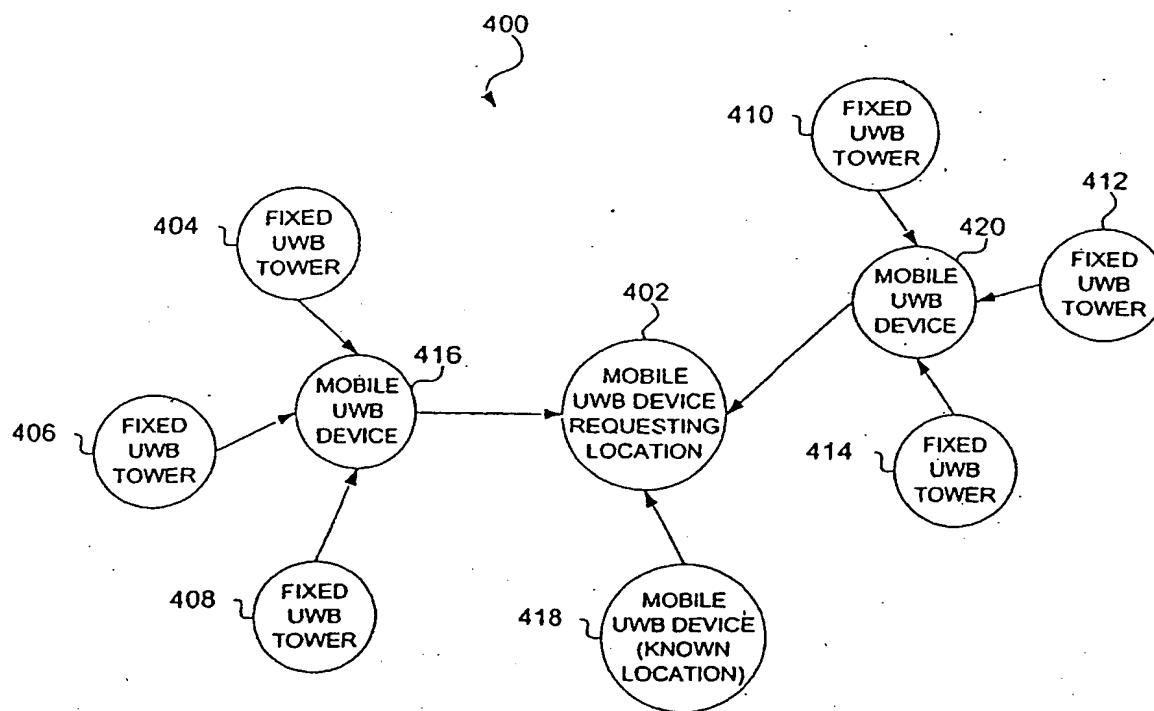 400
410
FIXED
UWB
TOWER
412
FIXED
UWB
TOWER
404
FIXED
UWB
TOWER
420
MOBILE
UWB
DEVICE
402
MOBILE
UWB DEVICE
REQUESTING
LOCATION
416
MOBILE
UWB
DEVICE
406
FIXED
UWB
TOWER
414
FIXED
UWB
TOWER
408
FIXED
UWB
TOWER
418
MOBILE
UWB DEVICE
(KNOWN
LOCATION)